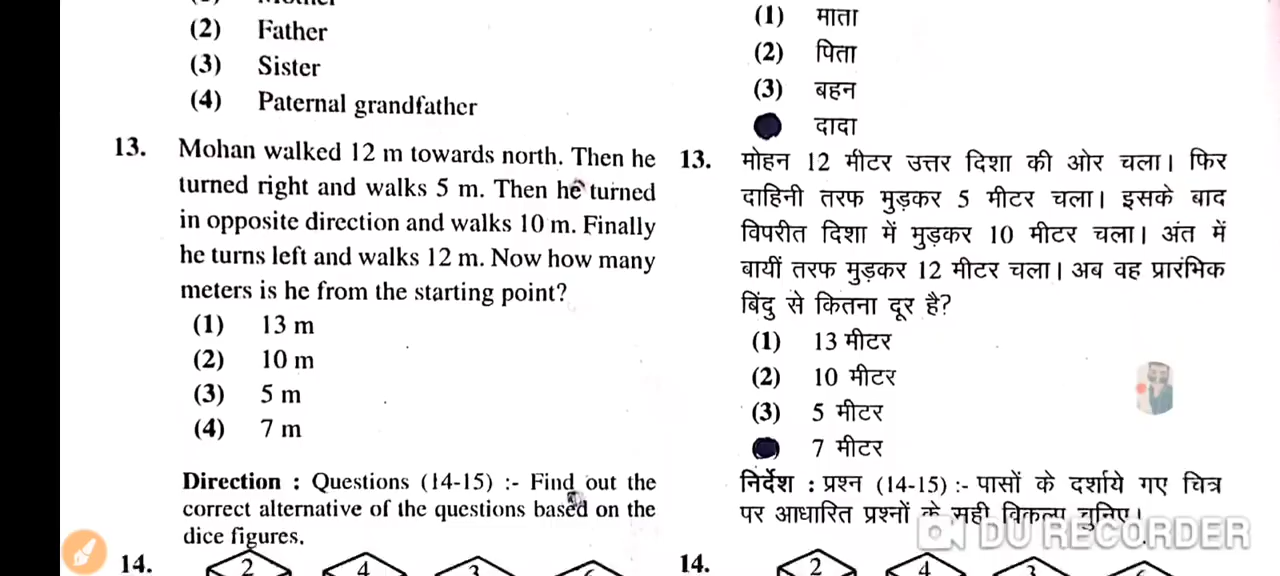 (2) Father
(3) Sister
(4) Paternal grandfather
13. Mohan walked 12 m towards north. Then he
turned right and walks 5 m. Then he turned
in opposite direction and walks 10 m. Finally
he turns left and walks 12 m. Now how many
meters is he from the starting point?
(1) 13 m
(2) 10 m
(3) 5 m
(4) 7 m
Direction : Questions (14-15) :- Find out the
correct alternative of the questions based on the
dice figures.
14.
2 4 3
(1) माता
(2) पिता
(3) बहन
दादा
13. मोहन 12 मीटर उत्तर दिशा की ओर चला। फिर
दाहिनी तरफ मुड़कर 5 मीटर चला। इसके बाद
विपरीत दिशा में मुड़कर 10 मीटर चला। अंत में
बायीं तरफ मुड़कर 12 मीटर चला। अब वह प्रारंभिक
बिंदु से कितना दूर है?
(1) 13 मीटर
(2) 10 मीटर
(3) 5 मीटर
7 मीटर
निर्देश : प्रश्न (14-15) :- पासों के दर्शाये गए चित्र
पर आधारित प्रश्नों के सही विकल्प चुनिए।
14.
2 4 3
DU RECORDER